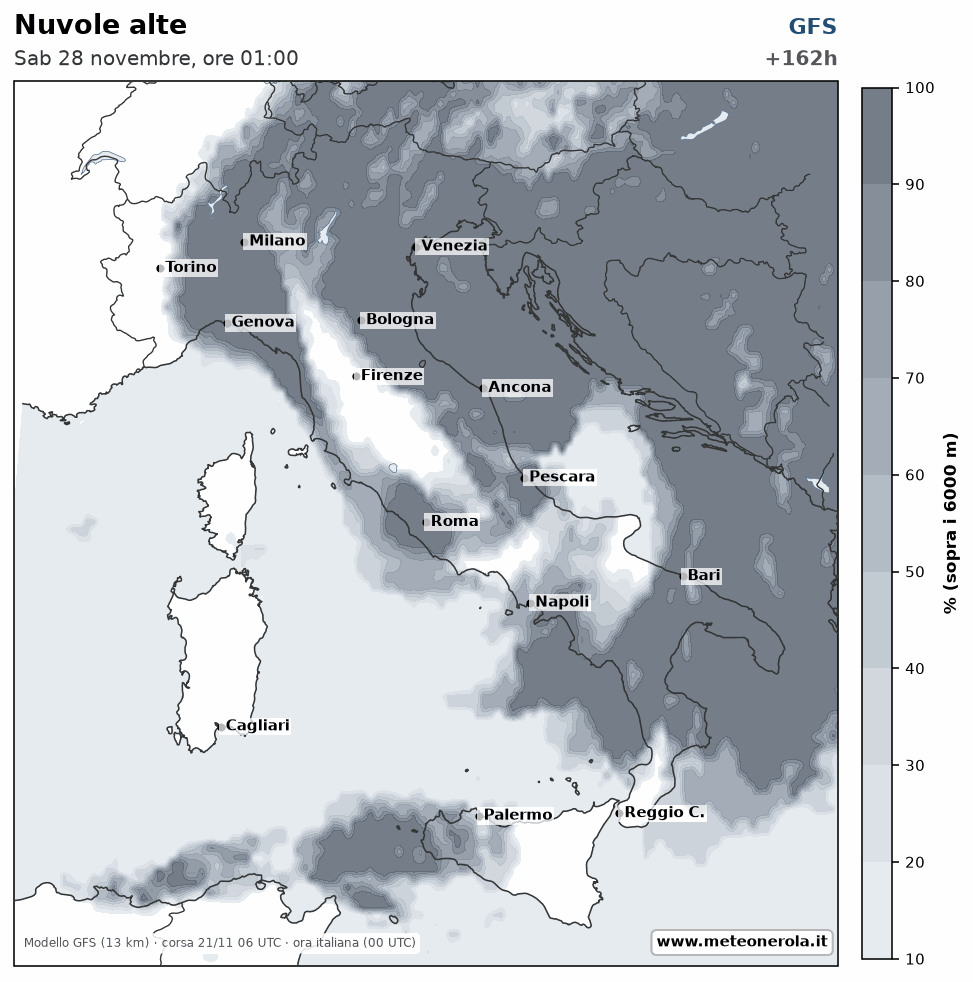 Nuvole alte
GFS
Sab 28 novembre, ore 01:00
+162h
Milano
Venezia
Torino
Genova
Bologna
Firenze
Ancona
Pescara
Roma
Bari
Napoli
Cagliari
Palermo
Reggio C.
100
90
80
70
60
50
40
30
20
10
% (sopra i 6000 m)
Modello GFS (13 km) · corsa 21/11 06 UTC · ora italiana (00 UTC)
www.meteonerola.it